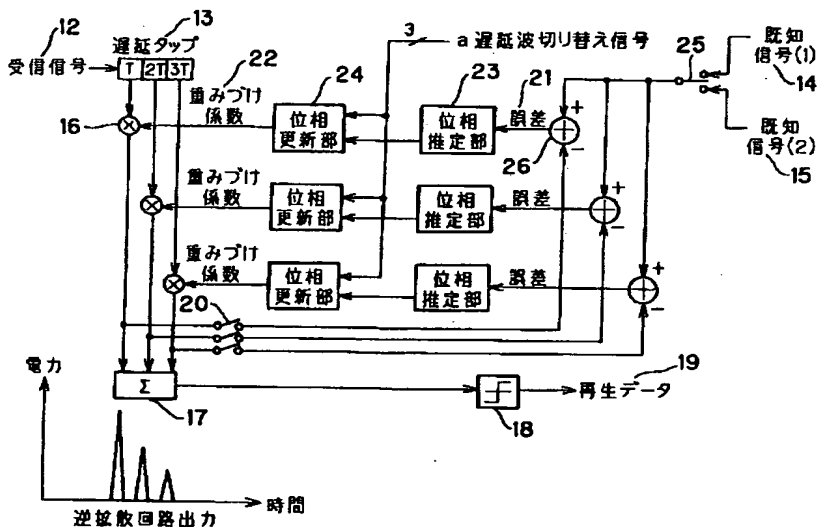 12
13
遅延タップ
受信信号
T 2T 3T
3
a 遅延波切り替え信号
25
既知
信号(1)
14
既知
信号(2)
15
16
22
重みづけ
係数
24
位相
更新部
23
位相
推定部
21
誤差
+
−
26
重みづけ
係数
位相
更新部
位相
推定部
誤差
+
−
重みづけ
係数
位相
更新部
位相
推定部
誤差
+
−
20
電力
Σ
17
18
再生データ
19
時間
逆拡散回路出力